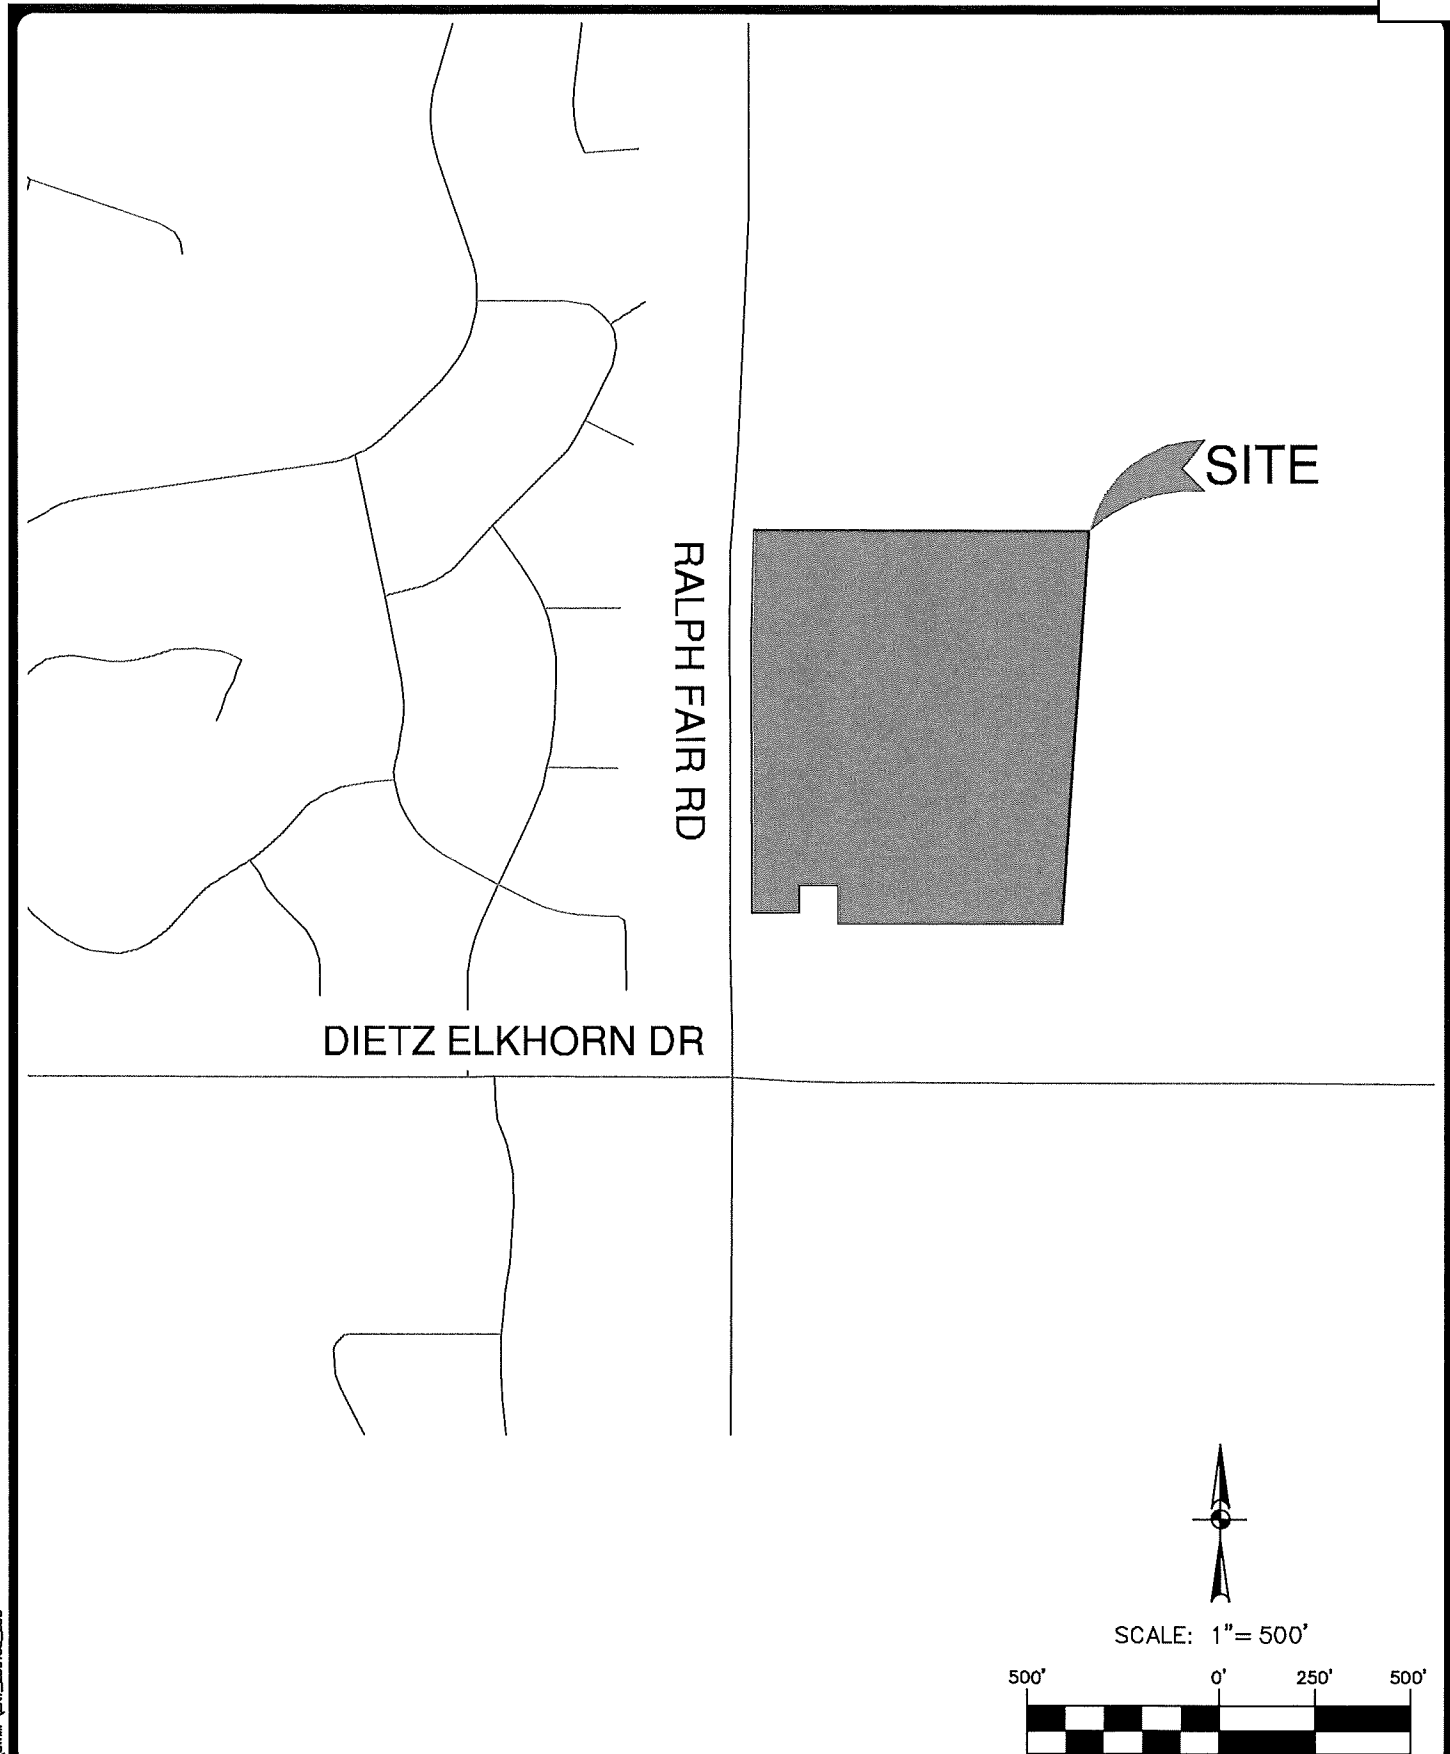 SITE
RALPH FAIR RD
DIETZ ELKHORN DR
SCALE: 1"= 500'
500' 0' 250' 500'